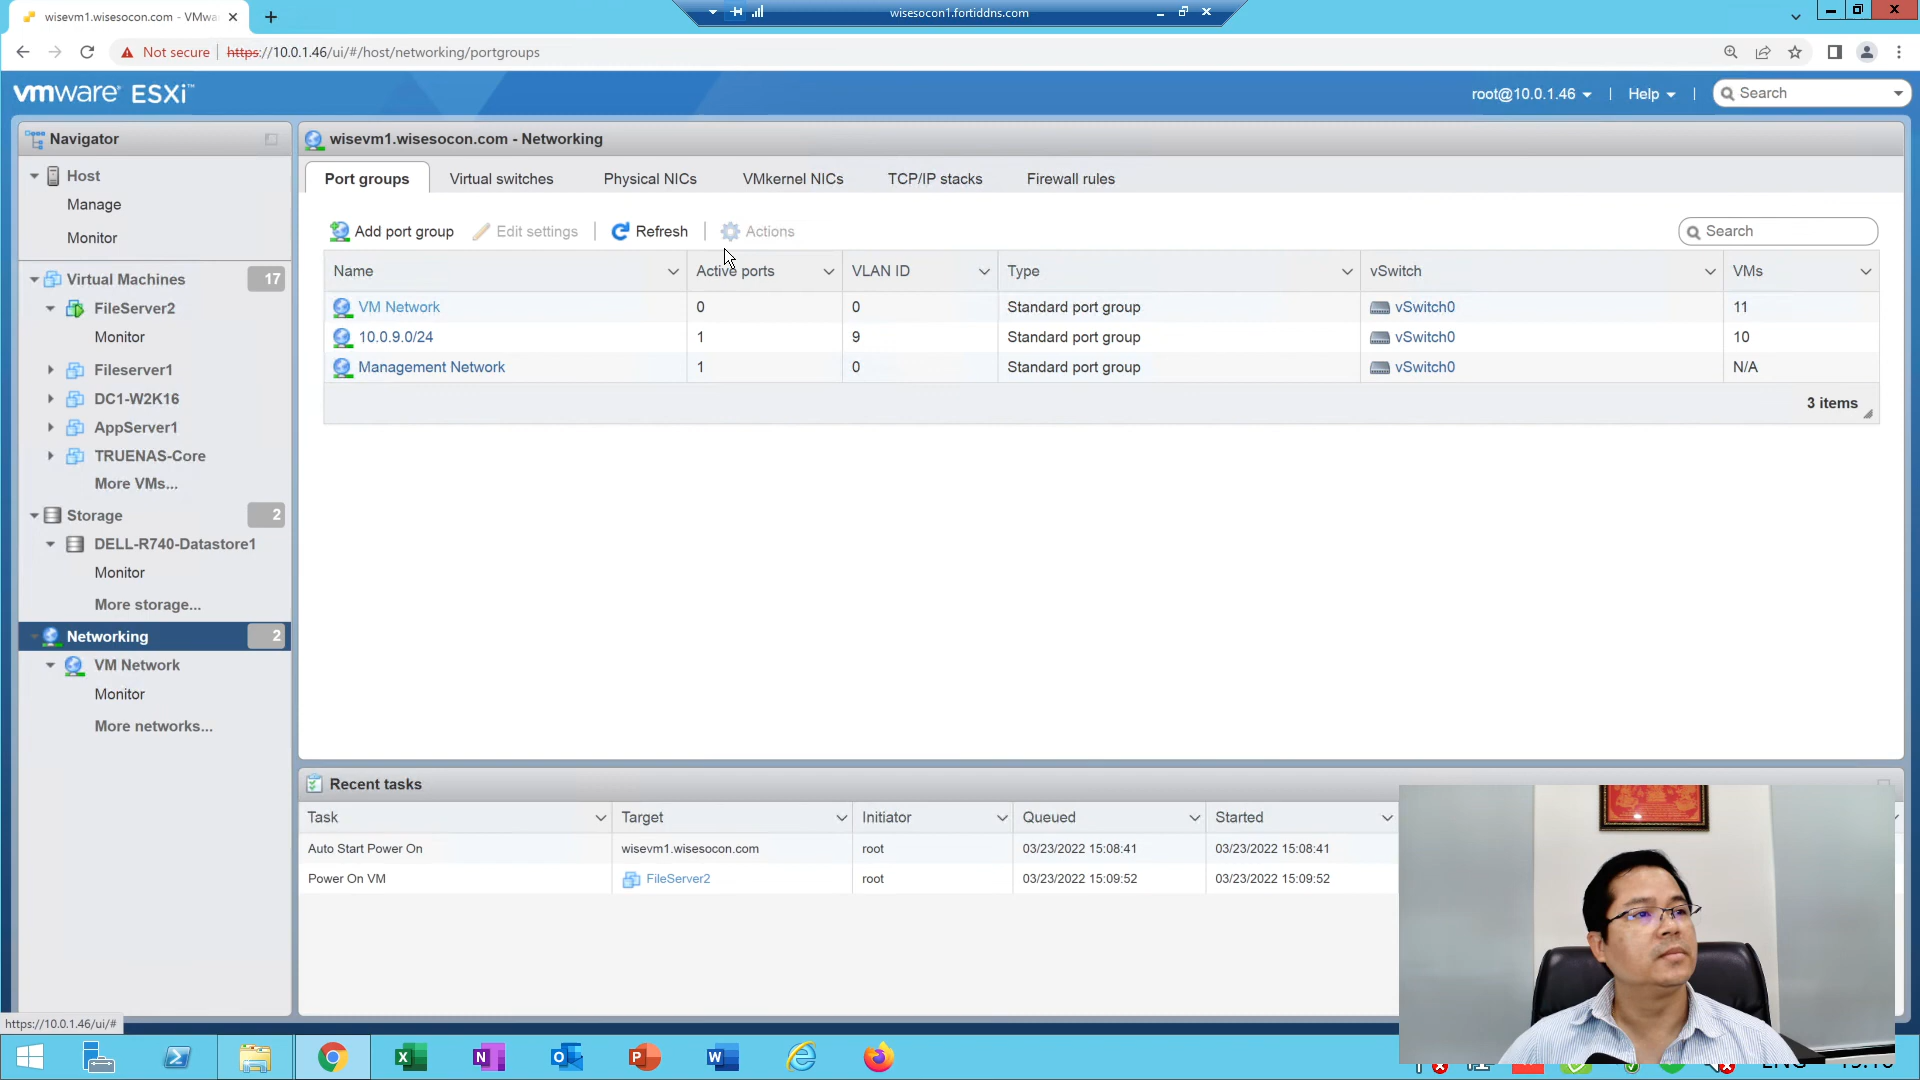 wisevm1.wisesocon.com - VMwa
wisesocon1.fortiddns.com
Not secure
https://10.0.1.46/ui/#/host/networking/portgroups
vmware ESXi
root@10.0.1.46
Help
Search
Navigator
Host
Manage
Monitor
Virtual Machines
17
FileServer2
Monitor
Fileserver1
DC1-W2K16
AppServer1
TRUENAS-Core
More VMs...
Storage
2
DELL-R740-Datastore1
Monitor
More storage...
Networking
2
VM Network
Monitor
More networks...
wisevm1.wisesocon.com - Networking
Port groups
Virtual switches
Physical NICs
VMkernel NICs
TCP/IP stacks
Firewall rules
Add port group
Edit settings
Refresh
Actions
Search
Name Active ports VLAN ID Type vSwitch VMs
VM Network 0 0 Standard port group vSwitch0 11
10.0.9.0/24 1 9 Standard port group vSwitch0 10
Management Network 1 0 Standard port group vSwitch0 N/A
3 items
Recent tasks
Task Target Initiator Queued Started
Auto Start Power On wisevm1.wisesocon.com root 03/23/2022 15:08:41 03/23/2022 15:08:41
Power On VM FileServer2 root 03/23/2022 15:09:52 03/23/2022 15:09:52
https://10.0.1.46/ui/#